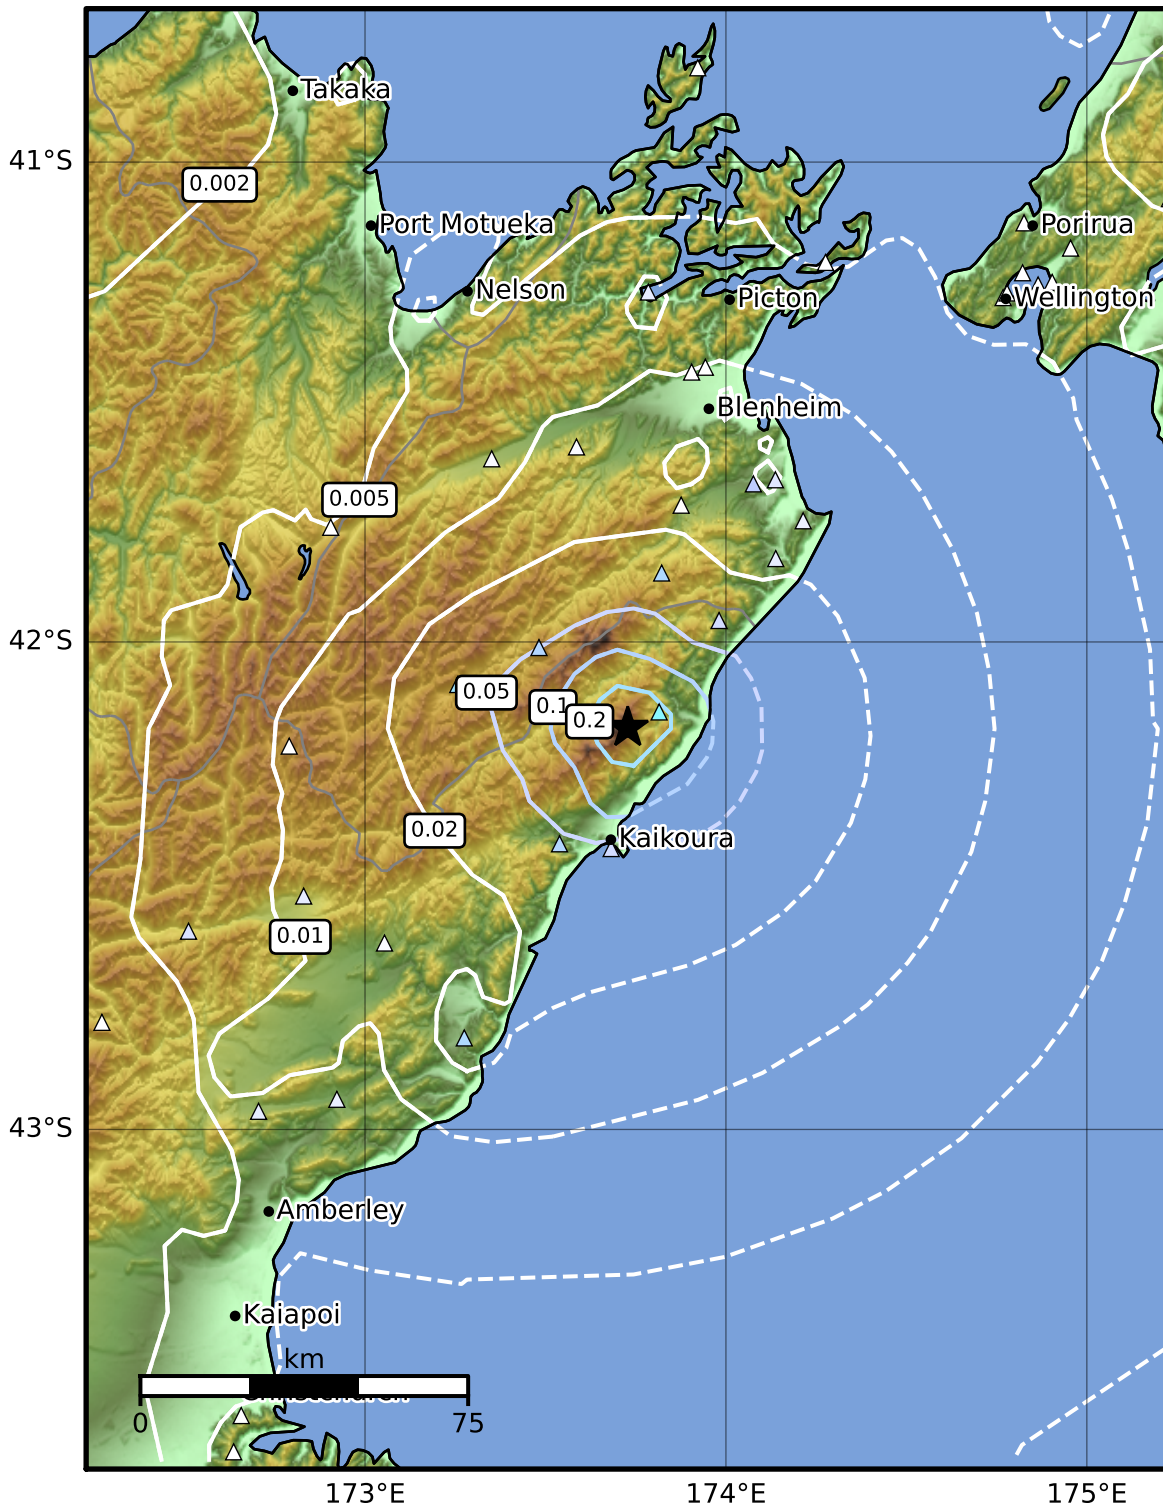 Takaka
41°S
0.002
Port Motueka
Porirua
Nelson
Picton
Wellington
Blenheim
0.005
42°S
0.05
0.1
0.2
0.02
Kaikoura
0.01
43°S
Amberley
Kaiapoi
km
0
75
173°E
174°E
175°E